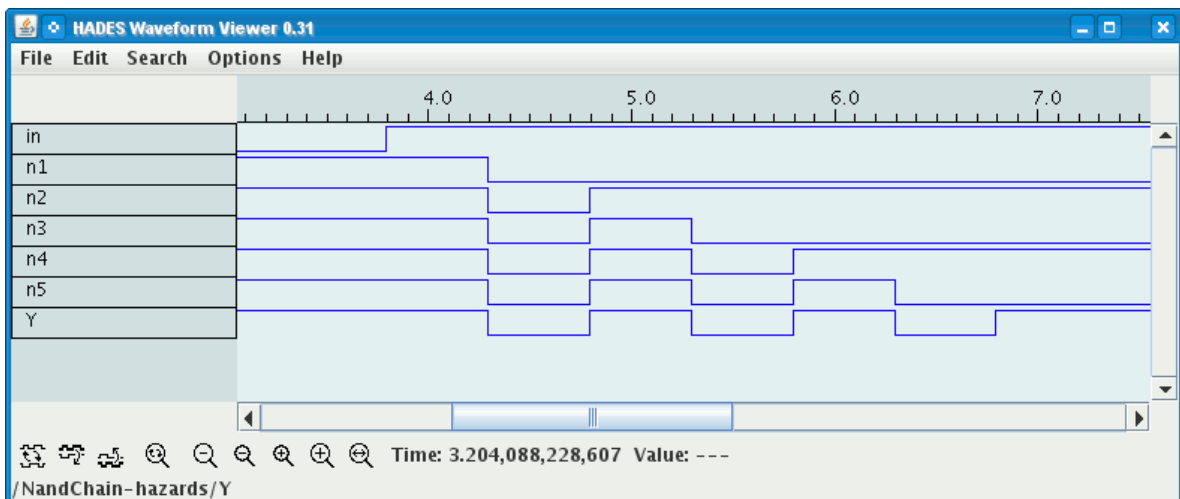 HADES Waveform Viewer 0.31
File Edit Search Options Help
4.0 5.0 6.0 7.0
in
n1
n2
n3
n4
n5
Y
Time: 3.204,088,228,607 Value: ---
/NandChain-hazards/Y